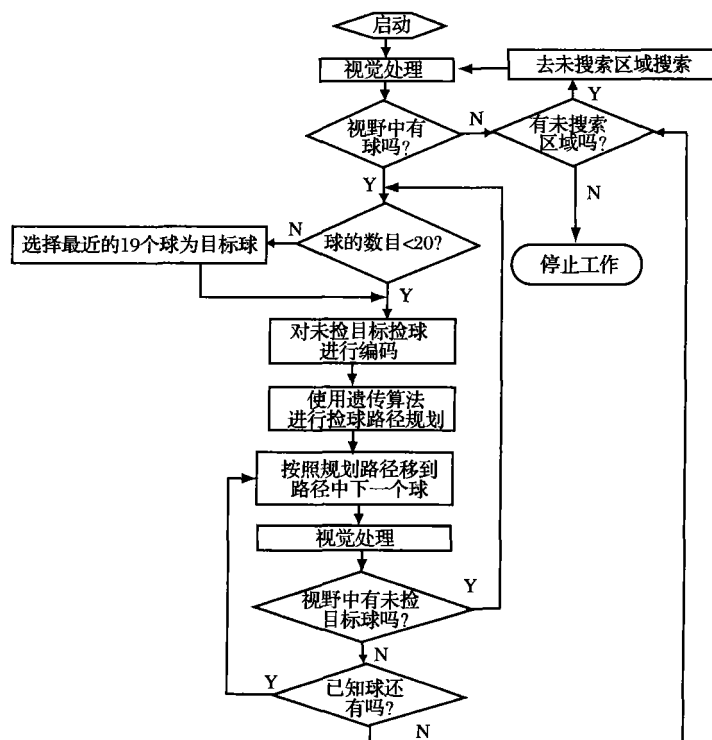 启动
视觉处理
去未搜索区域搜索
Y
视野中有
球吗?
N
有未搜索
区域吗?
Y
N
选择最近的19个球为目标球
N
球的数目<20?
停止工作
Y
对未检目标捡球
进行编码
使用遗传算法
进行捡球路径规划
按照规划路径移到
路径中下一个球
视觉处理
视野中有未检
目标球吗?
Y
N
Y
已知球还
有吗?
N